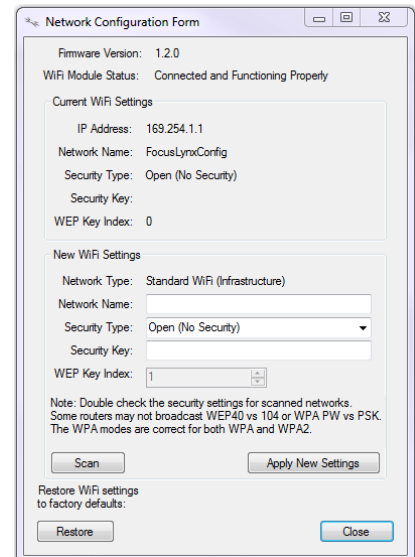 Network Configuration Form
Firmware Version: 1.2.0
WiFi Module Status: Connected and Functioning Properly
Current WiFi Settings
IP Address: 169.254.1.1
Network Name: FocusLynxConfig
Security Type: Open (No Security)
Security Key:
WEP Key Index: 0
New WiFi Settings
Network Type: Standard WiFi (Infrastructure)
Network Name:
Security Type: Open (No Security)
Security Key:
WEP Key Index: 1
Note: Double check the security settings for scanned networks.
Some routers may not broadcast WEP40 vs 104 or WPA PW vs PSK.
The WPA modes are correct for both WPA and WPA2.
Scan Apply New Settings
Restore WiFi settings
to factory defaults:
Restore Close